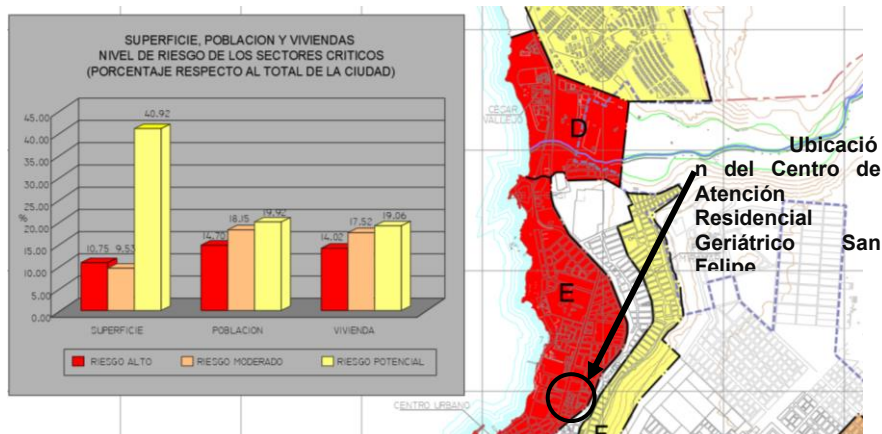 SUPERFICIE, POBLACION Y VIVIENDAS
NIVEL DE RIESGO DE LOS SECTORES CRITICOS
(PORCENTAJE RESPECTO AL TOTAL DE LA CIUDAD)
45.00
40.00
35.00
30.00
25.00
20.00
15.00
10.00
5.00
0.00
%
10.75
9.53
40.92
14.70
18.15
19.92
14.02
17.52
19.06
SUPERFICIE
POBLACION
VIVIENDA
RIESGO ALTO
RIESGO MODERADO
RIESGO POTENCIAL
CÉSAR
VALLEJO
D
E
F
CENTRO URBANO
Ubicació
n del Centro de
Atención
Residencial
Geriátrico San
Felipe